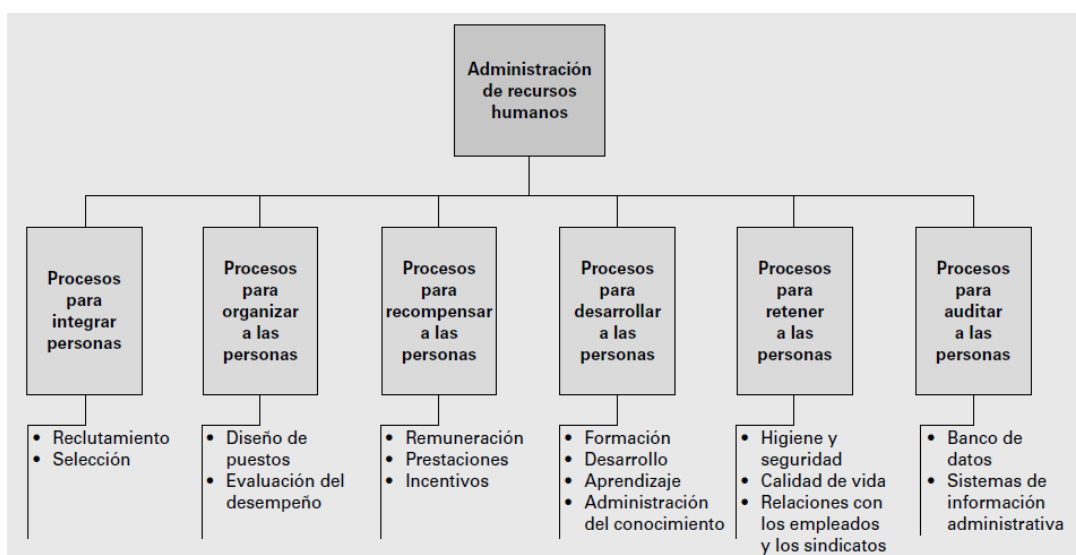 Administración
de recursos
humanos
Procesos
para
integrar
personas
Procesos
para
organizar
a las
personas
Procesos
para
recompensar
a las
personas
Procesos
para
desarrollar
a las
personas
Procesos
para
retener
a las
personas
Procesos
para
auditar
a las
personas
• Reclutamiento
• Selección
• Diseño de
puestos
• Evaluación del
desempeño
• Remuneración
• Prestaciones
• Incentivos
• Formación
• Desarrollo
• Aprendizaje
• Administración
del conocimiento
• Higiene y
seguridad
• Calidad de vida
• Relaciones con
los empleados
y los sindicatos
• Banco de
datos
• Sistemas de
información
administrativa